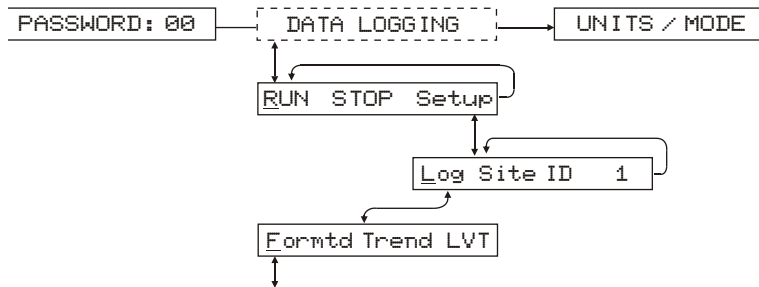 PASSWORD: 00 DATA LOGGING UNITS / MODE
RUN STOP Setup
Log Site ID 1
Formtd Trend LVT